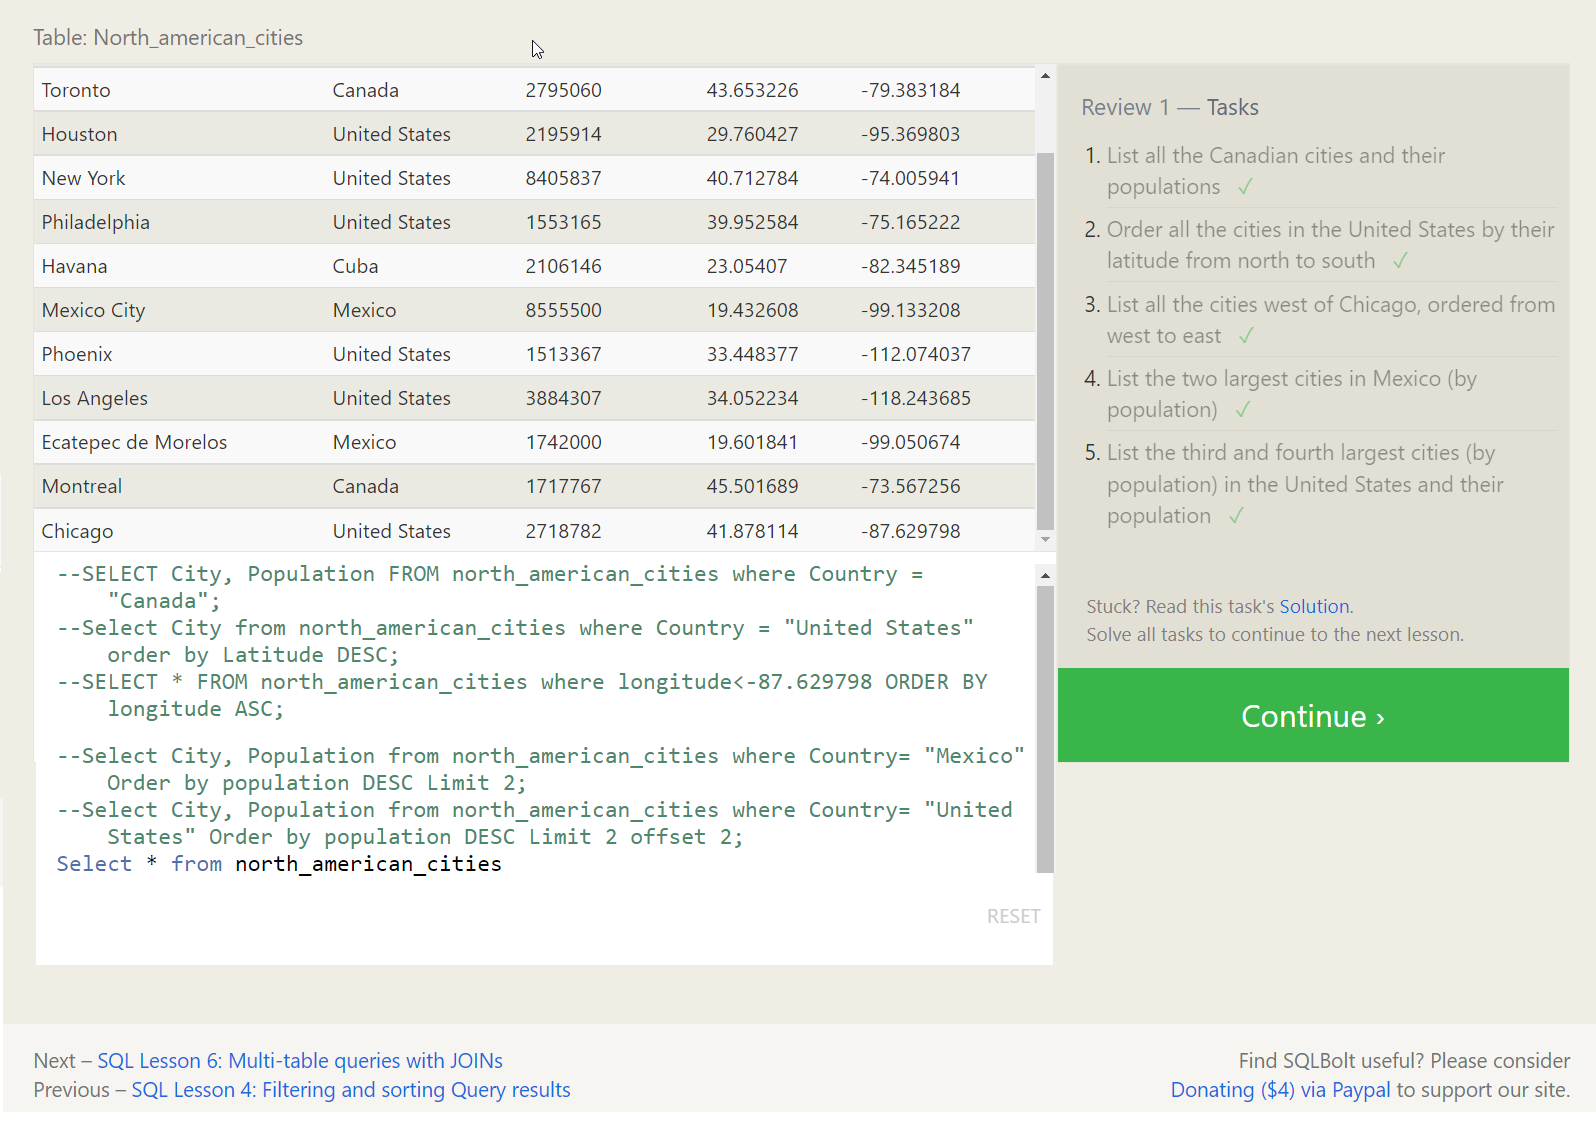 Table: North_american_cities
Toronto Canada 2795060 43.653226 -79.383184
Houston United States 2195914 29.760427 -95.369803
New York United States 8405837 40.712784 -74.005941
Philadelphia United States 1553165 39.952584 -75.165222
Havana Cuba 2106146 23.05407 -82.345189
Mexico City Mexico 8555500 19.432608 -99.133208
Phoenix United States 1513367 33.448377 -112.074037
Los Angeles United States 3884307 34.052234 -118.243685
Ecatepec de Morelos Mexico 1742000 19.601841 -99.050674
Montreal Canada 1717767 45.501689 -73.567256
Chicago United States 2718782 41.878114 -87.629798
--SELECT City, Population FROM north_american_cities where Country =
"Canada";
--Select City from north_american_cities where Country = "United States"
order by Latitude DESC;
--SELECT * FROM north_american_cities where longitude<-87.629798 ORDER BY
longitude ASC;
--Select City, Population from north_american_cities where Country= "Mexico"
Order by population DESC Limit 2;
--Select City, Population from north_american_cities where Country= "United
States" Order by population DESC Limit 2 offset 2;
Select * from north_american_cities
RESET
Review 1 — Tasks
1. List all the Canadian cities and their
populations ✓
2. Order all the cities in the United States by their
latitude from north to south ✓
3. List all the cities west of Chicago, ordered from
west to east ✓
4. List the two largest cities in Mexico (by
population) ✓
5. List the third and fourth largest cities (by
population) in the United States and their
population ✓
Stuck? Read this task's Solution.
Solve all tasks to continue to the next lesson.
Continue ›
Next – SQL Lesson 6: Multi-table queries with JOINs
Previous – SQL Lesson 4: Filtering and sorting Query results
Find SQLBolt useful? Please consider
Donating ($4) via Paypal to support our site.